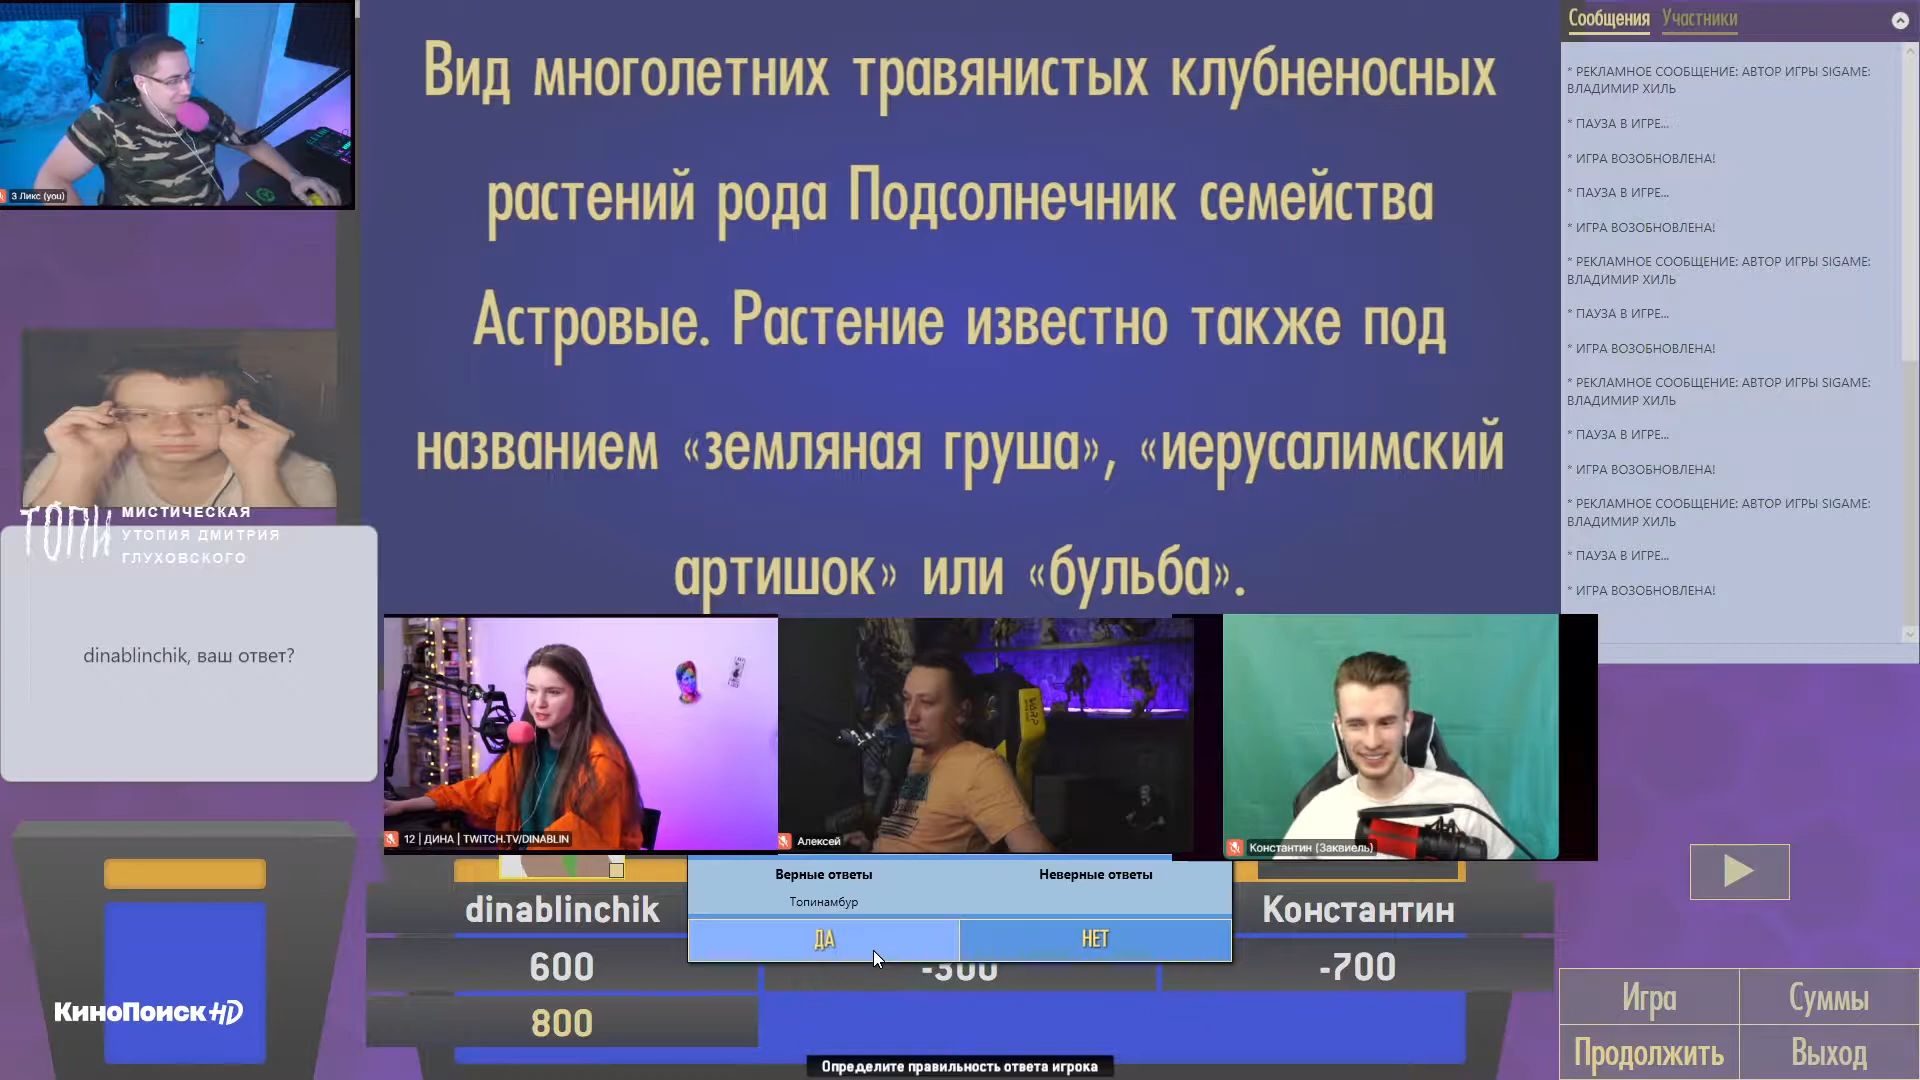 Вид многолетних травянистых клубненосных
растений рода Подсолнечник семейства
Астровые. Растение известно также под
названием «земляная груша», «иерусалимский
артишок» или «бульба».
3 Ликс (you)
ТОПИ
МИСТИЧЕСКАЯ
УТОПИЯ ДМИТРИЯ
ГЛУХОВСКОГО
dinablinchik, ваш ответ?
КиноПоиск HD
12 | ДИНА | TWITCH.TV/DINABLIN
Алексей
Константин (Заквиель)
Верные ответы
Неверные ответы
Топинамбур
ДА
НЕТ
dinablinchik
Константин
600
-300
-700
800
Определите правильность ответа игрока
Сообщения
Участники
* РЕКЛАМНОЕ СООБЩЕНИЕ: АВТОР ИГРЫ SIGAME:
ВЛАДИМИР ХИЛЬ
* ПАУЗА В ИГРЕ...
* ИГРА ВОЗОБНОВЛЕНА!
* ПАУЗА В ИГРЕ...
* ИГРА ВОЗОБНОВЛЕНА!
* РЕКЛАМНОЕ СООБЩЕНИЕ: АВТОР ИГРЫ SIGAME:
ВЛАДИМИР ХИЛЬ
* ПАУЗА В ИГРЕ...
* ИГРА ВОЗОБНОВЛЕНА!
* РЕКЛАМНОЕ СООБЩЕНИЕ: АВТОР ИГРЫ SIGAME:
ВЛАДИМИР ХИЛЬ
* ПАУЗА В ИГРЕ...
* ИГРА ВОЗОБНОВЛЕНА!
* РЕКЛАМНОЕ СООБЩЕНИЕ: АВТОР ИГРЫ SIGAME:
ВЛАДИМИР ХИЛЬ
* ПАУЗА В ИГРЕ...
* ИГРА ВОЗОБНОВЛЕНА!
Игра
Суммы
Продолжить
Выход